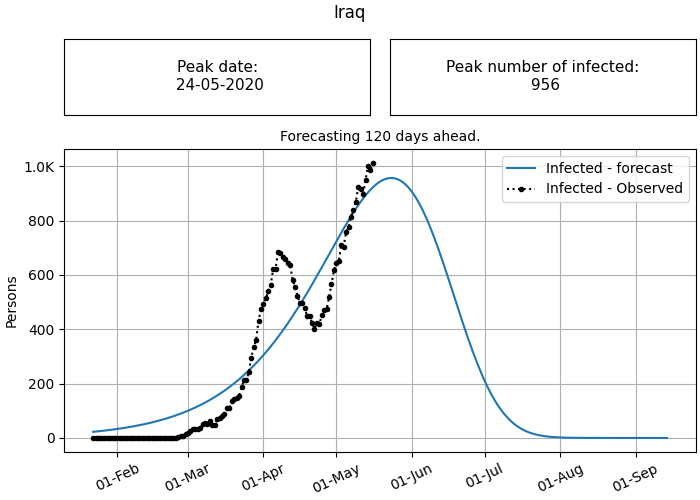 Iraq
Peak date:
24-05-2020
Peak number of infected:
956
Forecasting 120 days ahead.
Infected - forecast
Infected - Observed
Persons
1.0K
800
600
400
200
0
01-Feb
01-Mar
01-Apr
01-May
01-Jun
01-Jul
01-Aug
01-Sep